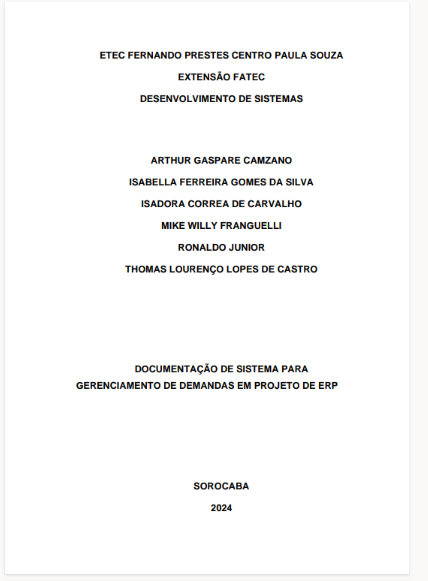 ETEC FERNANDO PRESTES CENTRO PAULA SOUZA
EXTENSÃO FATEC
DESENVOLVIMENTO DE SISTEMAS
ARTHUR GASPARE CAMZANO
ISABELLA FERREIRA GOMES DA SILVA
ISADORA CORREA DE CARVALHO
MIKE WILLY FRANGUELLI
RONALDO JUNIOR
THOMAS LOURENÇO LOPES DE CASTRO
DOCUMENTAÇÃO DE SISTEMA PARA
GERENCIAMENTO DE DEMANDAS EM PROJETO DE ERP
SOROCABA
2024